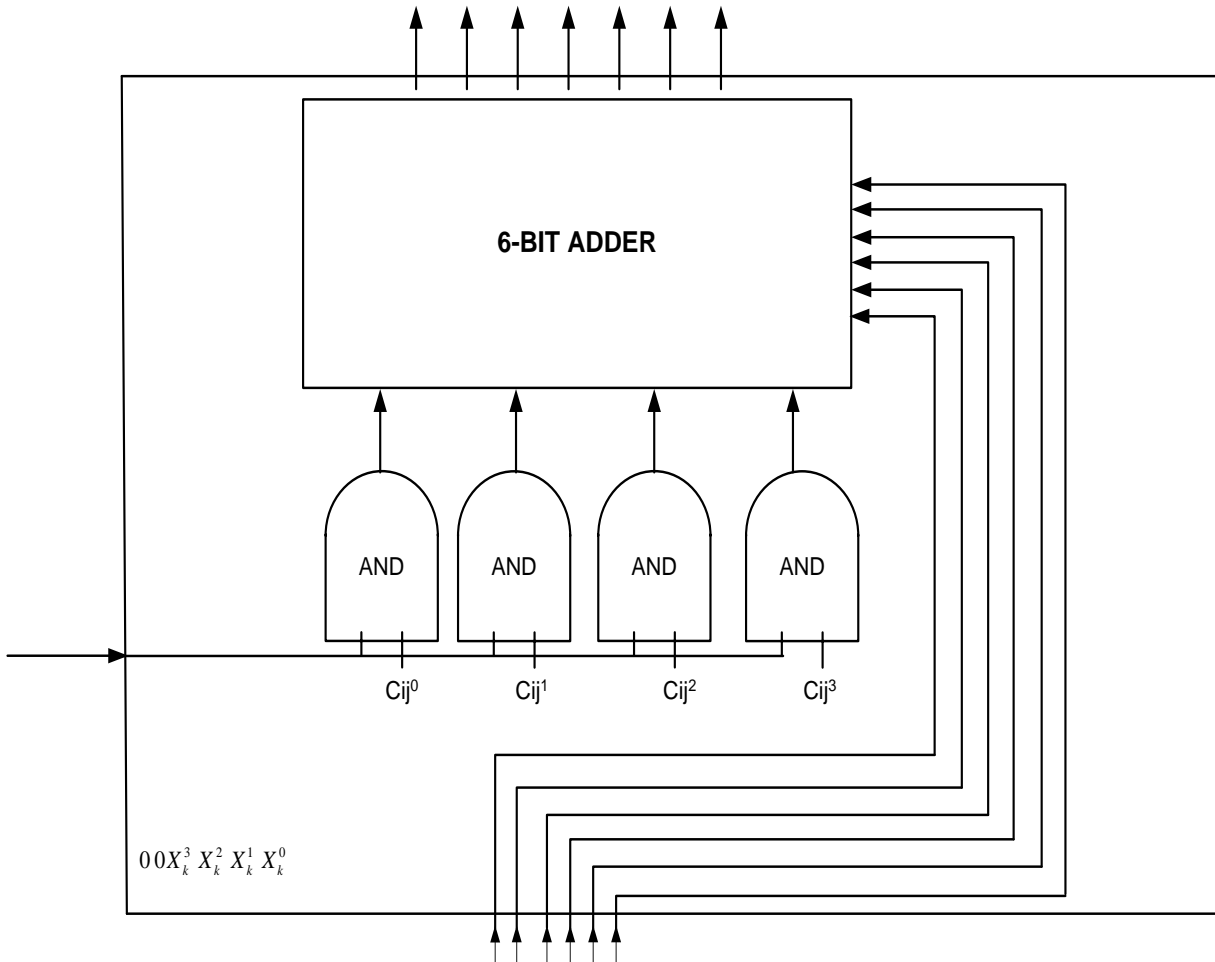 6-BIT ADDER
AND AND AND AND
Cij⁰ Cij¹ Cij² Cij³
0 0 X_k^3 X_k^2 X_k^1 X_k^0